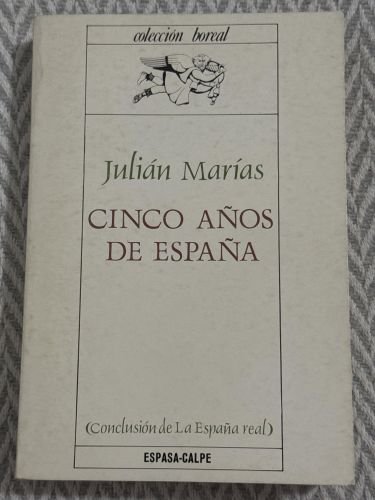 colección boreal
Julián Marías
CINCO AÑOS
DE ESPAÑA
(Conclusión de La España real)
ESPASA-CALPE